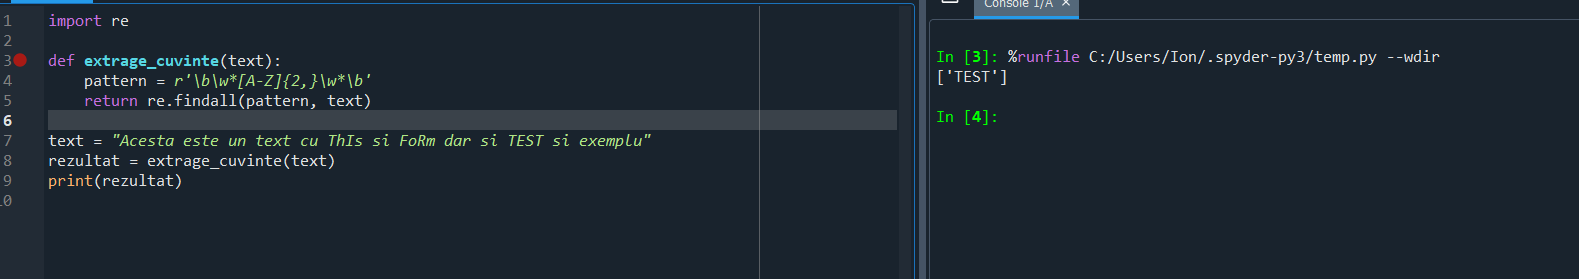 Console 1/A ×
1 import re
2
3 def extrage_cuvinte(text):
4 pattern = r'\b\w*[A-Z]{2,}\w*\b'
5 return re.findall(pattern, text)
6
7 text = "Acesta este un text cu ThIs si FoRm dar si TEST si exemplu"
8 rezultat = extrage_cuvinte(text)
9 print(rezultat)
10
In [3]: %runfile C:/Users/Ion/.spyder-py3/temp.py --wdir
['TEST']
In [4]: